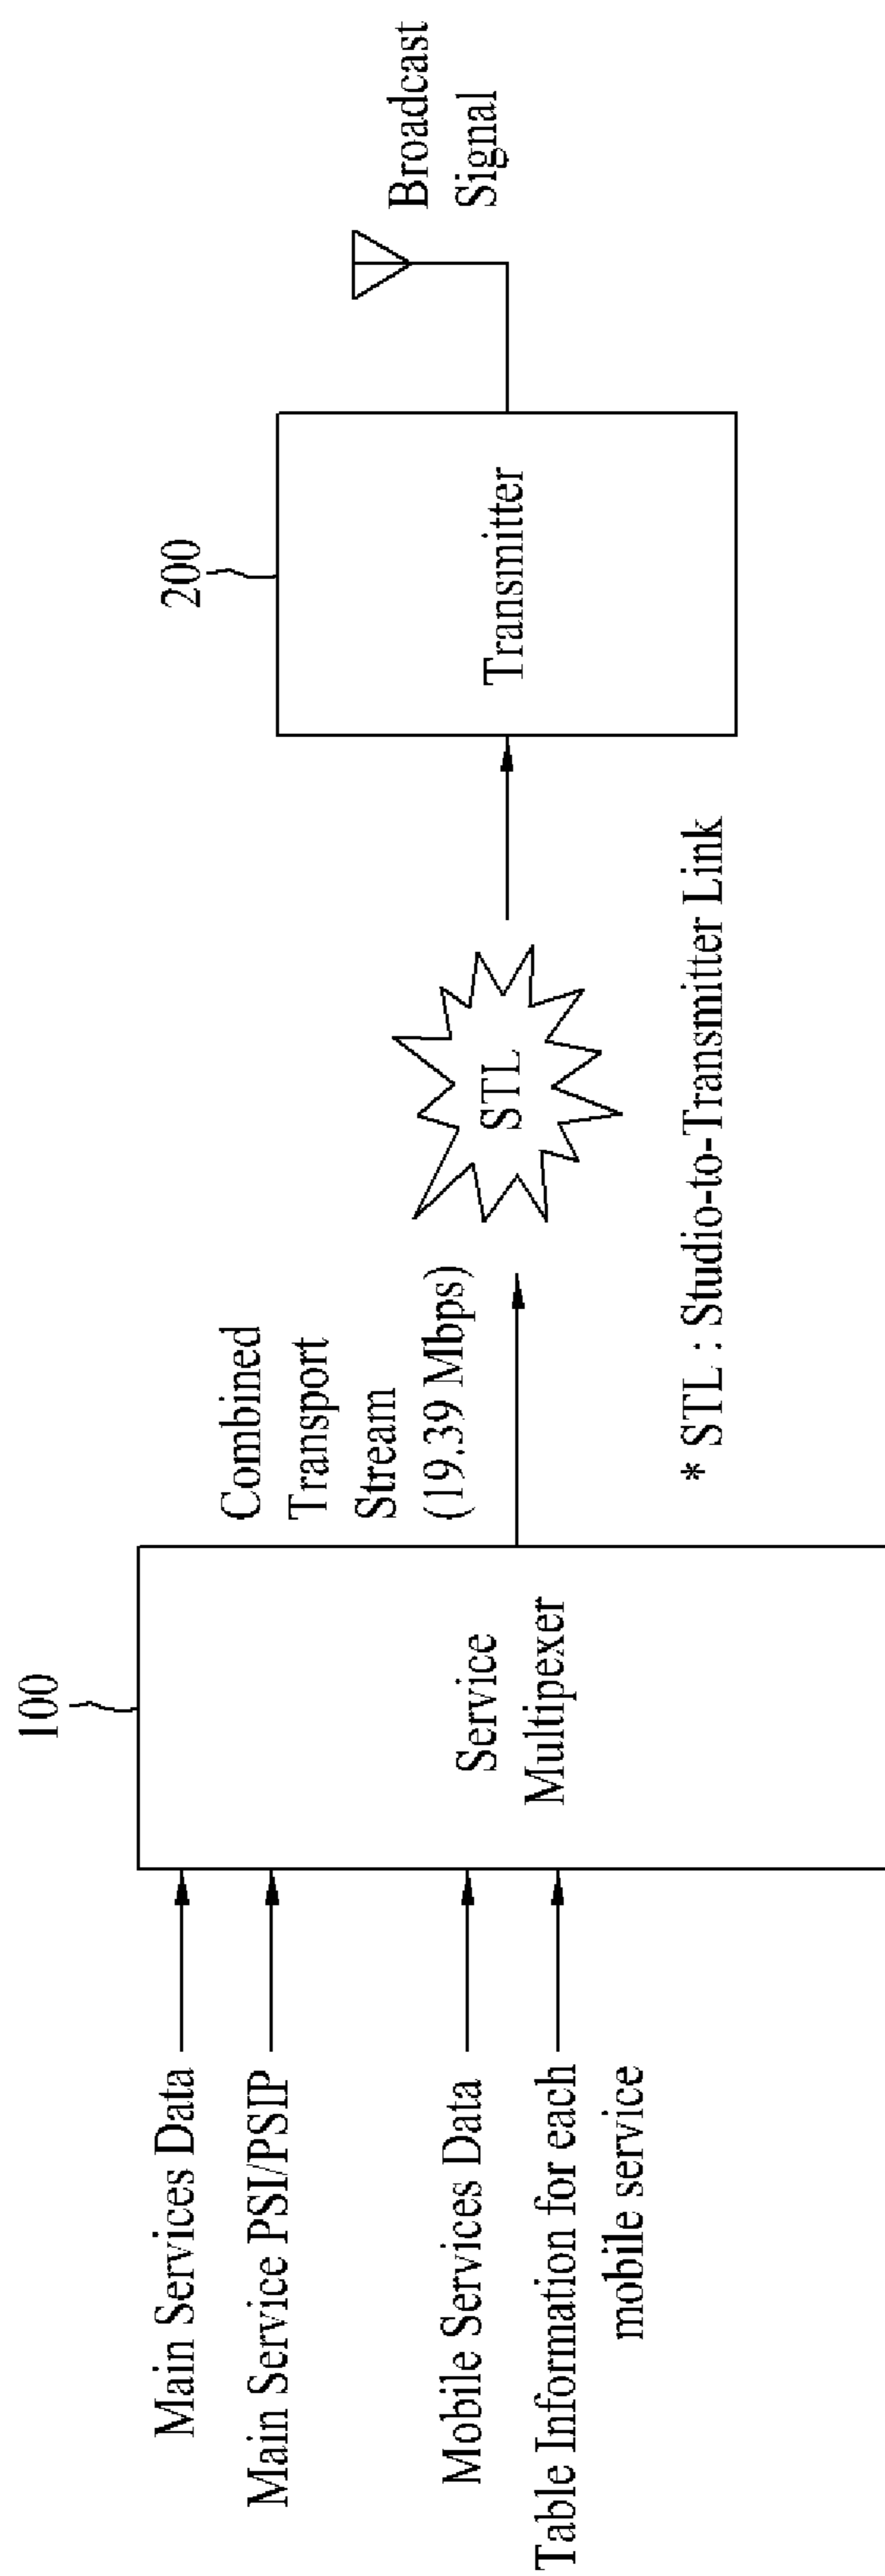 Main Services Data
Main Service PSI/PSIP
Mobile Services Data
Table Information for each
mobile service
100
Service
Multipexer
Combined
Transport
Stream
(19.39 Mbps)
STL
* STL : Studio-to-Transmitter Link
200
Transmitter
Broadcast
Signal